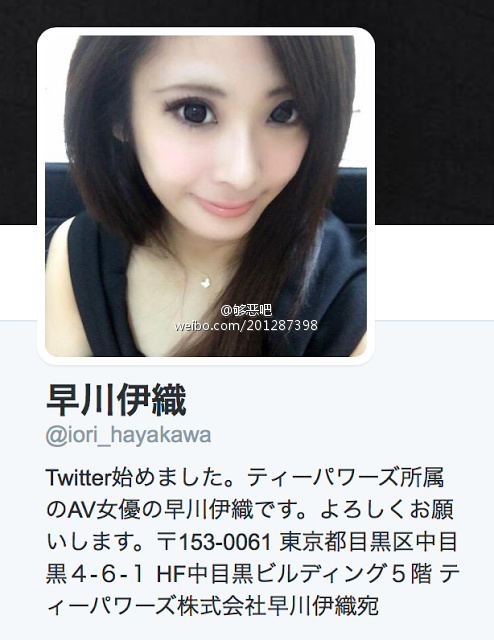 @够恶吧
weibo.com/201287398
早川伊織
@iori_hayakawa
Twitter始めました。ティーパワーズ所属
のAV女優の早川伊織です。よろしくお願
いします。〒153-0061 東京都目黒区中目
黒４-６-１ HF中目黒ビルディング５階 テ
ィーパワーズ株式会社早川伊織宛